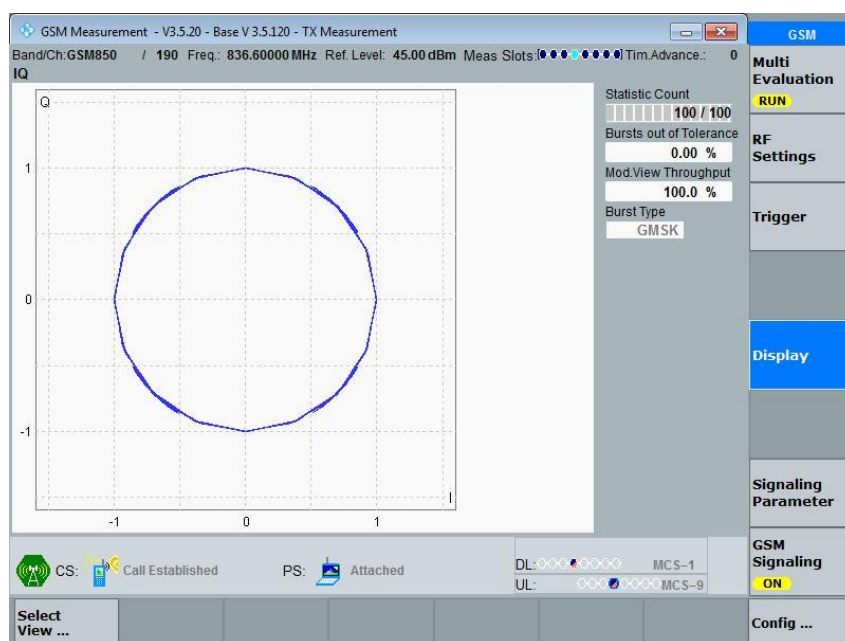 GSM Measurement - V3.5.20 - Base V 3.5.120 - TX Measurement
GSM
Band/Ch: GSM850 / 190 Freq.: 836.60000 MHz Ref. Level: 45.00 dBm Meas Slots: Tim.Advance.: 0
IQ
Q
1
0
-1
-1 0 1
I
Statistic Count
100 / 100
Bursts out of Tolerance
0.00 %
Mod.View Throughput
100.0 %
Burst Type
GMSK
Multi
Evaluation
RUN
RF
Settings
Trigger
Display
Signaling
Parameter
GSM
Signaling
ON
CS: Call Established PS: Attached
DL: MCS-1
UL: MCS-9
Select
View ...
Config ...